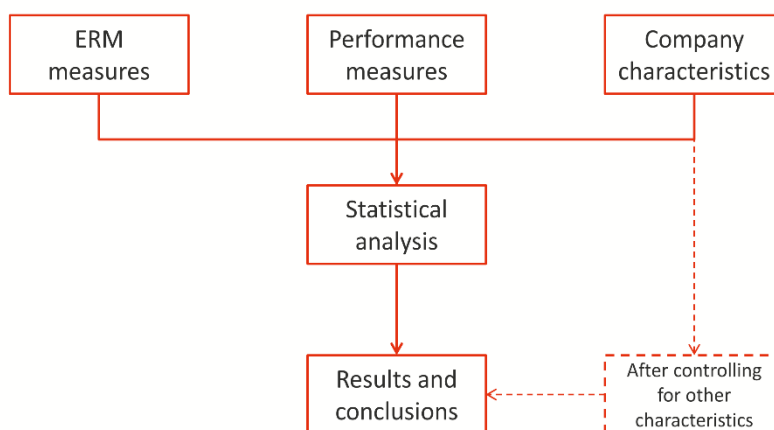 ERM
measures
Performance
measures
Company
characteristics
Statistical
analysis
Results and
conclusions
After controlling
for other
characteristics